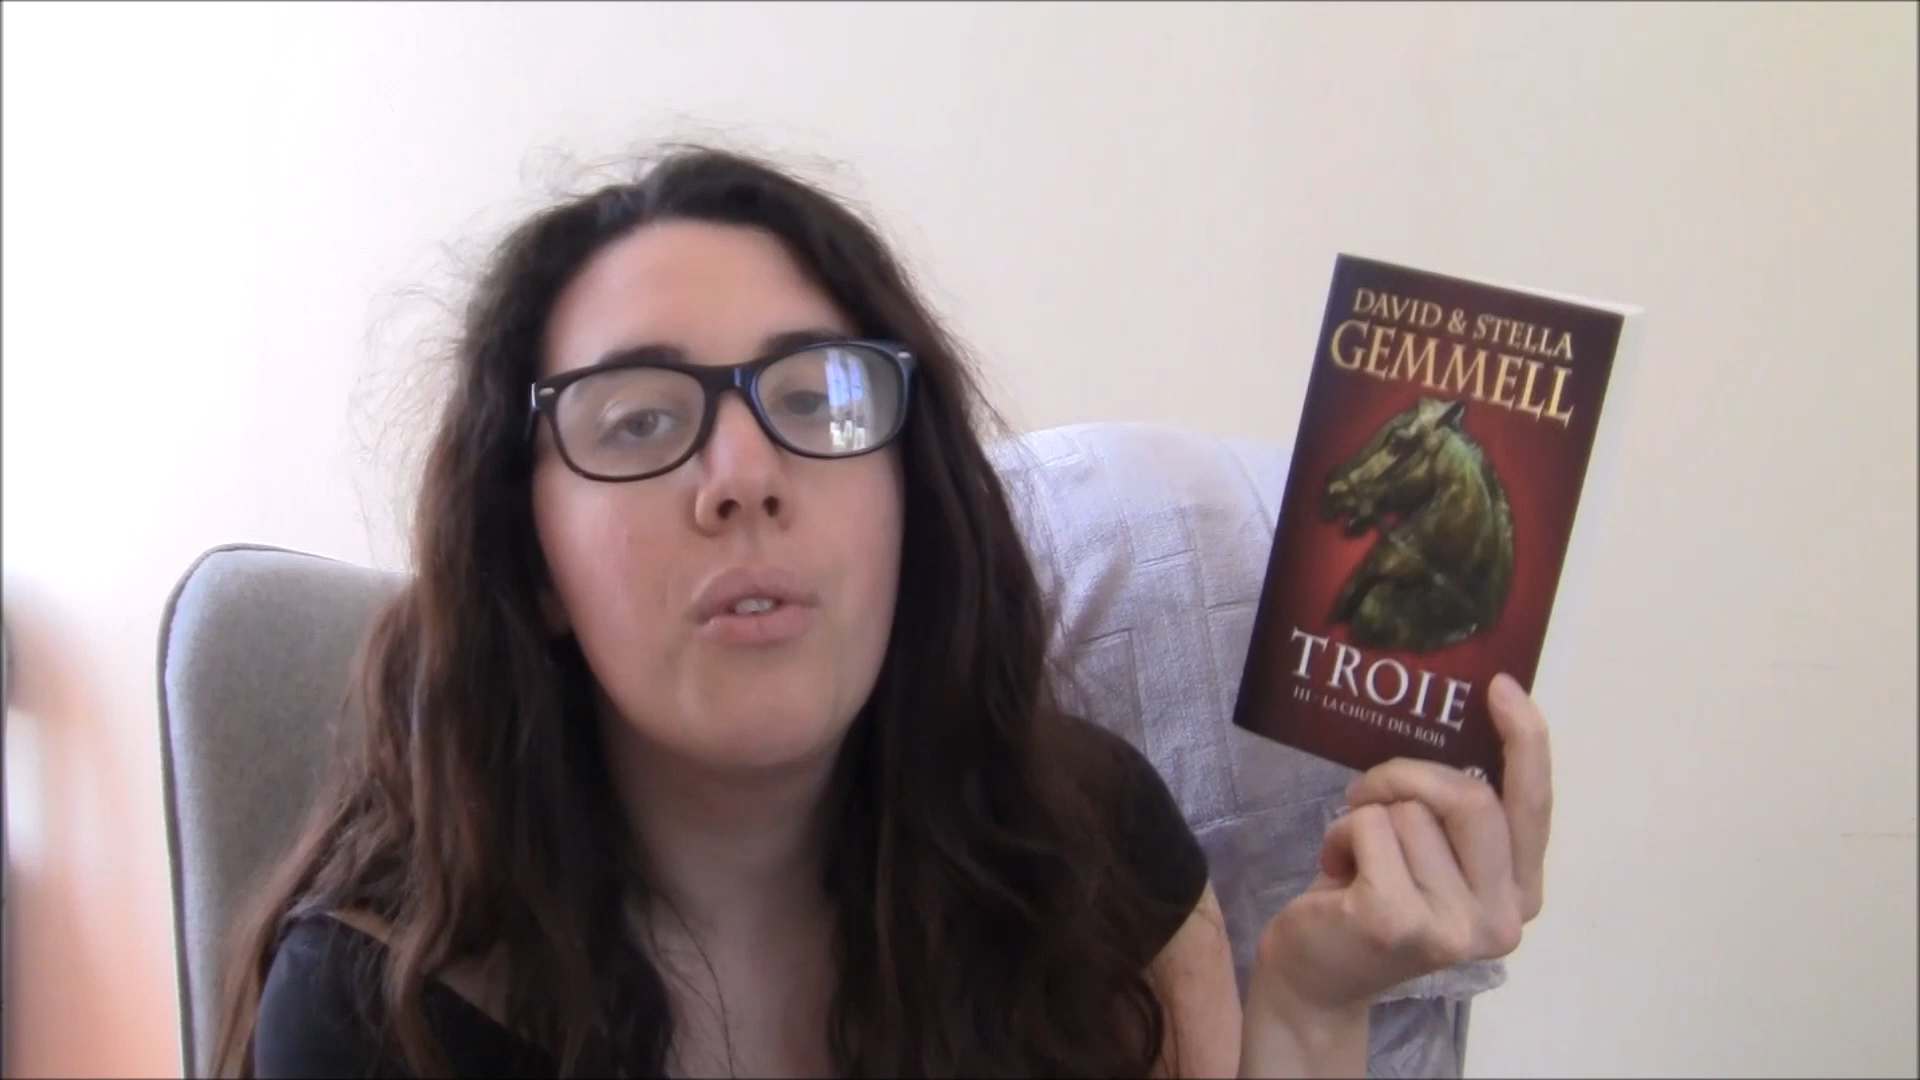 DAVID & STELLA
GEMMELL
TROIE
III - LA CHUTE DES ROIS